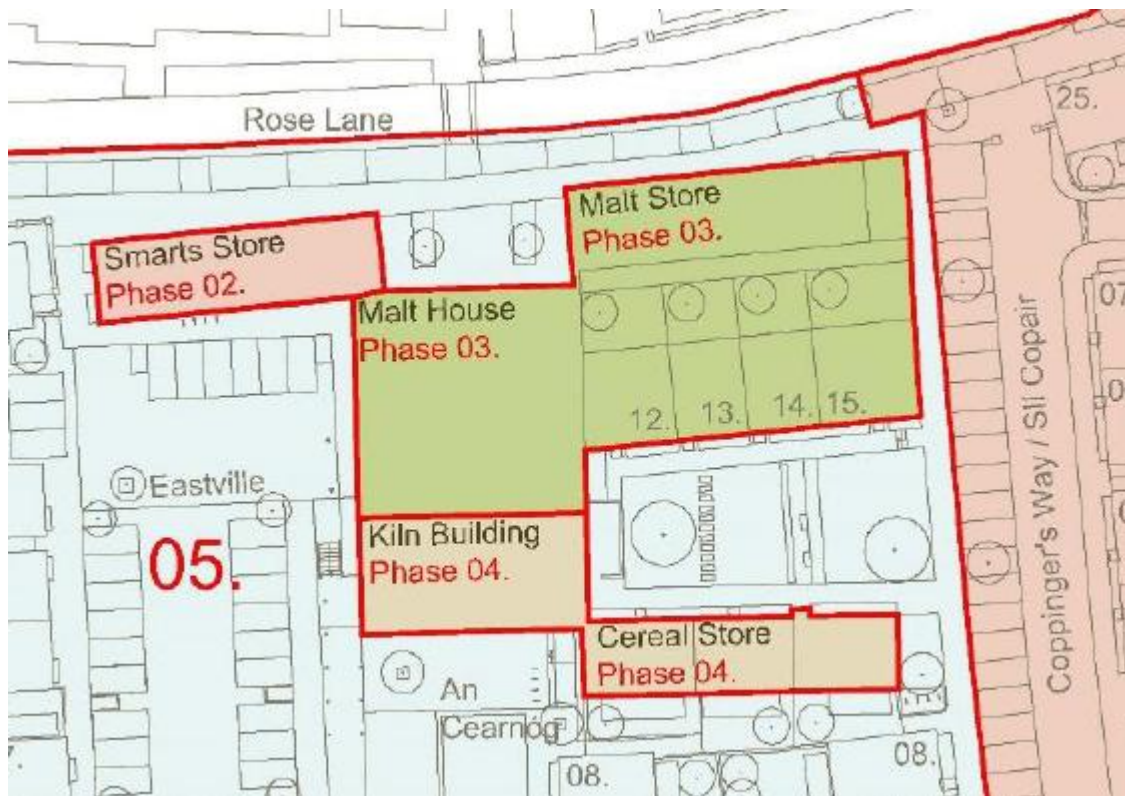 Rose Lane
25.
Malt Store
Phase 03.
Smarts Store
Phase 02.
Malt House
Phase 03.
07
12. 13. 14. 15.
Eastville
05.
Kiln Building
Phase 04.
Cereal Store
Phase 04.
Coppinger's Way / Slí Copair
An
Cearnóg
08.
08.